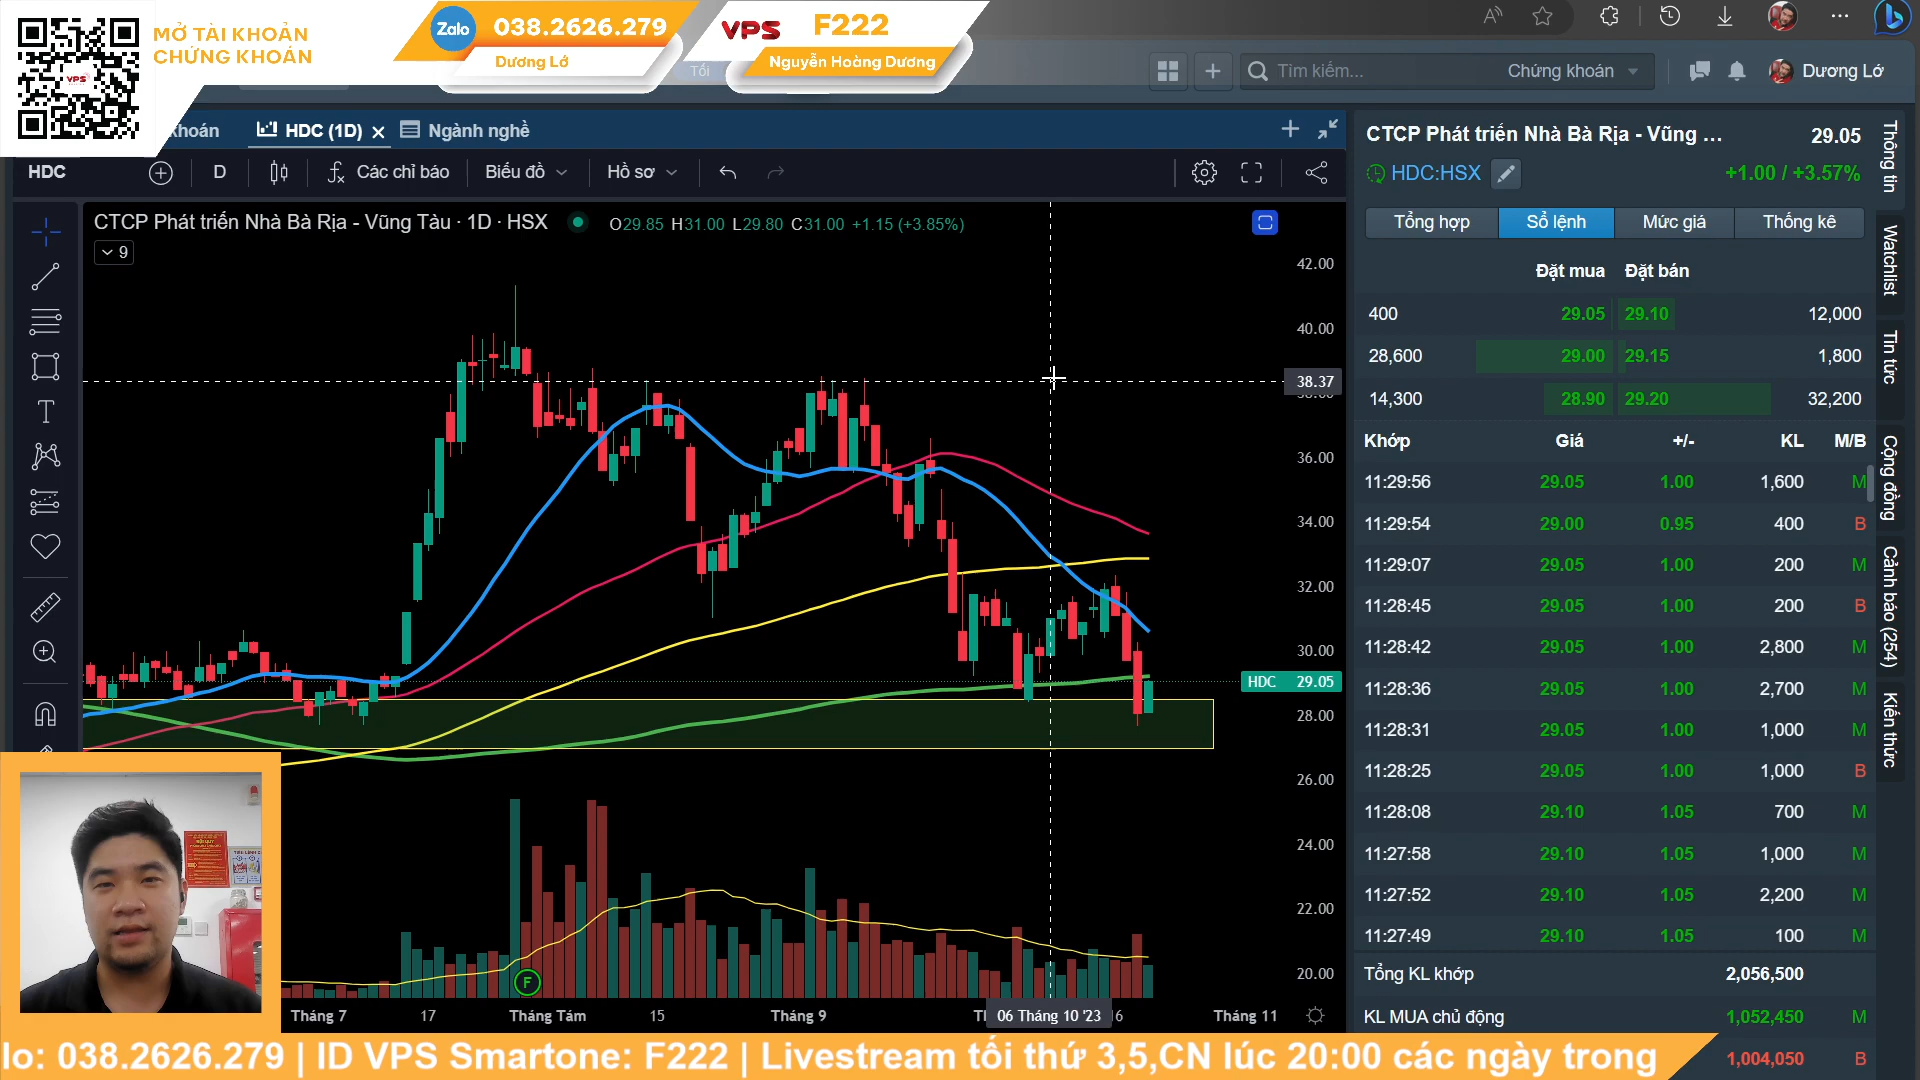 MỞ TÀI KHOẢN
CHỨNG KHOÁN
VPS
Zalo
038.2626.279
Dương Lớ
VPS
F222
Nguyễn Hoàng Dương
Tối
Tìm kiếm...
Chứng khoán
Dương Lớ
khoán
HDC (1D)
Ngành nghề
HDC
D
Các chỉ báo
Biểu đồ
Hồ sơ
CTCP Phát triển Nhà Bà Rịa - Vũng Tàu · 1D · HSX
O29.85 H31.00 L29.80 C31.00 +1.15 (+3.85%)
9
42.00
40.00
38.37
36.00
34.00
32.00
30.00
HDC 29.05
28.00
26.00
24.00
22.00
20.00
F
Tháng 7
17
Tháng Tám
15
Tháng 9
06 Tháng 10 '23
16
Tháng 11
CTCP Phát triển Nhà Bà Rịa - Vũng ...
29.05
HDC:HSX
+1.00 / +3.57%
Tổng hợp
Sổ lệnh
Mức giá
Thống kê
Đặt mua Đặt bán
400 29.05 29.10 12,000
28,600 29.00 29.15 1,800
14,300 28.90 29.20 32,200
Khớp Giá +/- KL M/B
11:29:56 29.05 1.00 1,600 M
11:29:54 29.00 0.95 400 B
11:29:07 29.05 1.00 200 M
11:28:45 29.05 1.00 200 B
11:28:42 29.05 1.00 2,800 M
11:28:36 29.05 1.00 2,700 M
11:28:31 29.05 1.00 1,000 M
11:28:25 29.05 1.00 1,000 B
11:28:08 29.10 1.05 700 M
11:27:58 29.10 1.05 1,000 M
11:27:52 29.10 1.05 2,200 M
11:27:49 29.10 1.05 100 M
Tổng KL khớp 2,056,500
KL MUA chủ động 1,052,450 M
1,004,050 B
Thông tin
Watchlist
Tin tức
Cộng đồng
Cảnh báo (254)
Kiến thức
lo: 038.2626.279 | ID VPS Smartone: F222 | Livestream tối thứ 3,5,CN lúc 20:00 các ngày trong